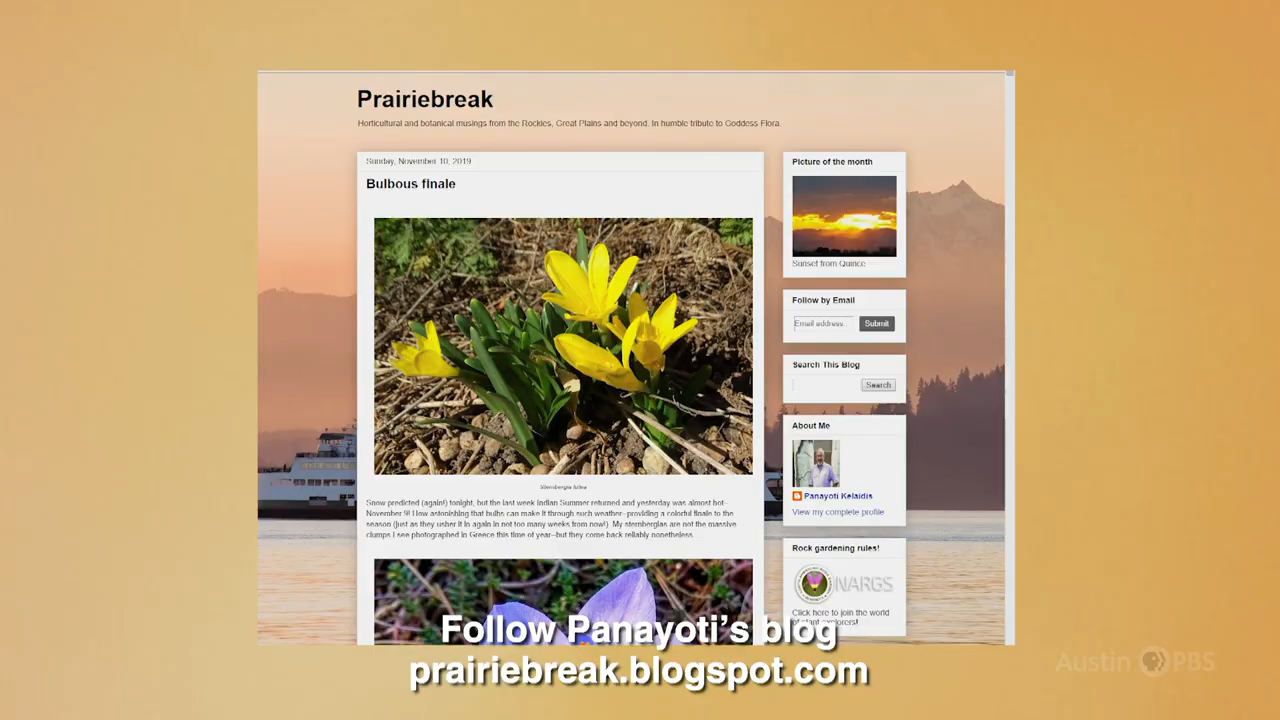 Prairiebreak
Horticultural and botanical musings from the Rockies, Great Plains and beyond. In humble tribute to Goddess Flora.
Sunday, November 10, 2019
Bulbous finale
Sternbergia lutea
Snow predicted (again!) tonight, but the last week Indian Summer returned and yesterday was almost hot--
November 9! How astonishing that bulbs can make it through such weather--providing a colorful finale to the
season (just as they usher it in again in not too many weeks from now!). My sternbergias are not the massive
clumps I see photographed in Greece this time of year--but they come back reliably nonetheless...
Picture of the month
Sunset from Quince
Follow by Email
Email address...
Submit
Search This Blog
Search
About Me
Panayoti Kelaidis
View my complete profile
Rock gardening rules!
NARGS
Click here to join the world
of plant explorers!
Follow Panayoti's blog
prairiebreak.blogspot.com
Austin PBS